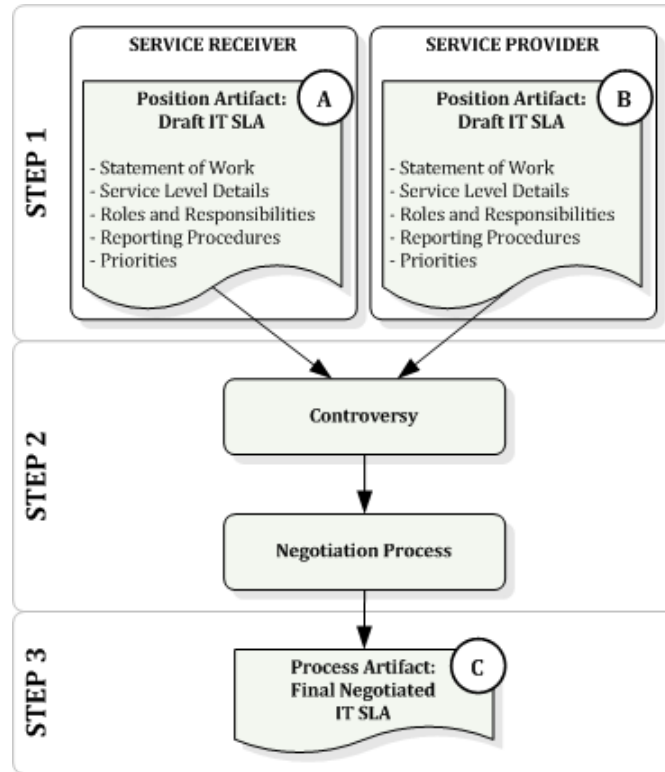 STEP 1
SERVICE RECEIVER
Position Artifact:
Draft IT SLA
A
- Statement of Work
- Service Level Details
- Roles and Responsibilities
- Reporting Procedures
- Priorities
SERVICE PROVIDER
Position Artifact:
Draft IT SLA
B
- Statement of Work
- Service Level Details
- Roles and Responsibilities
- Reporting Procedures
- Priorities
STEP 2
Controversy
Negotiation Process
STEP 3
Process Artifact:
Final Negotiated
IT SLA
C